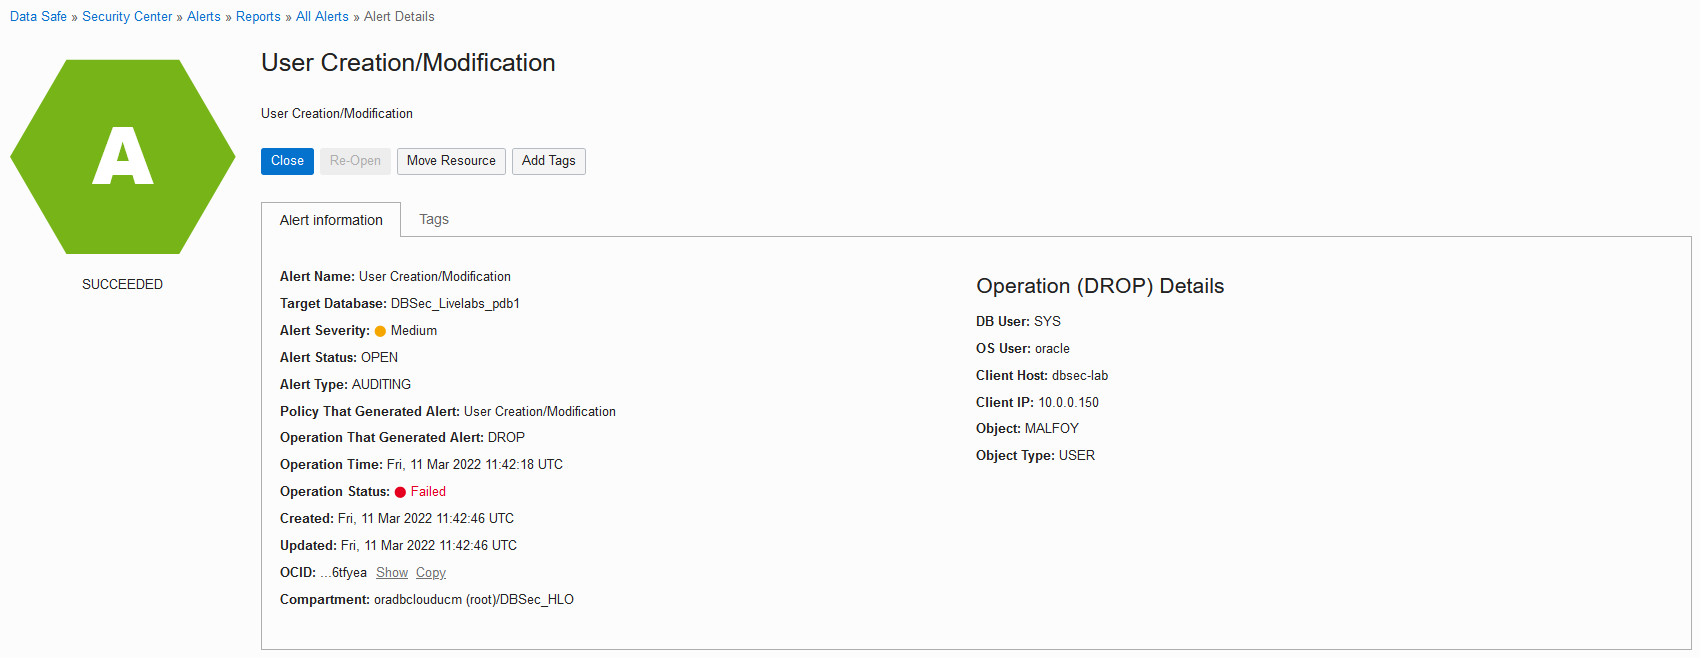 Data Safe » Security Center » Alerts » Reports » All Alerts » Alert Details
A
SUCCEEDED
User Creation/Modification
User Creation/Modification
Close Re-Open Move Resource Add Tags
Alert information Tags
Alert Name: User Creation/Modification
Target Database: DBSec_Livelabs_pdb1
Alert Severity: Medium
Alert Status: OPEN
Alert Type: AUDITING
Policy That Generated Alert: User Creation/Modification
Operation That Generated Alert: DROP
Operation Time: Fri, 11 Mar 2022 11:42:18 UTC
Operation Status: Failed
Created: Fri, 11 Mar 2022 11:42:46 UTC
Updated: Fri, 11 Mar 2022 11:42:46 UTC
OCID: ...6tfyea Show Copy
Compartment: oradbclouducm (root)/DBSec_HLO
Operation (DROP) Details
DB User: SYS
OS User: oracle
Client Host: dbsec-lab
Client IP: 10.0.0.150
Object: MALFOY
Object Type: USER